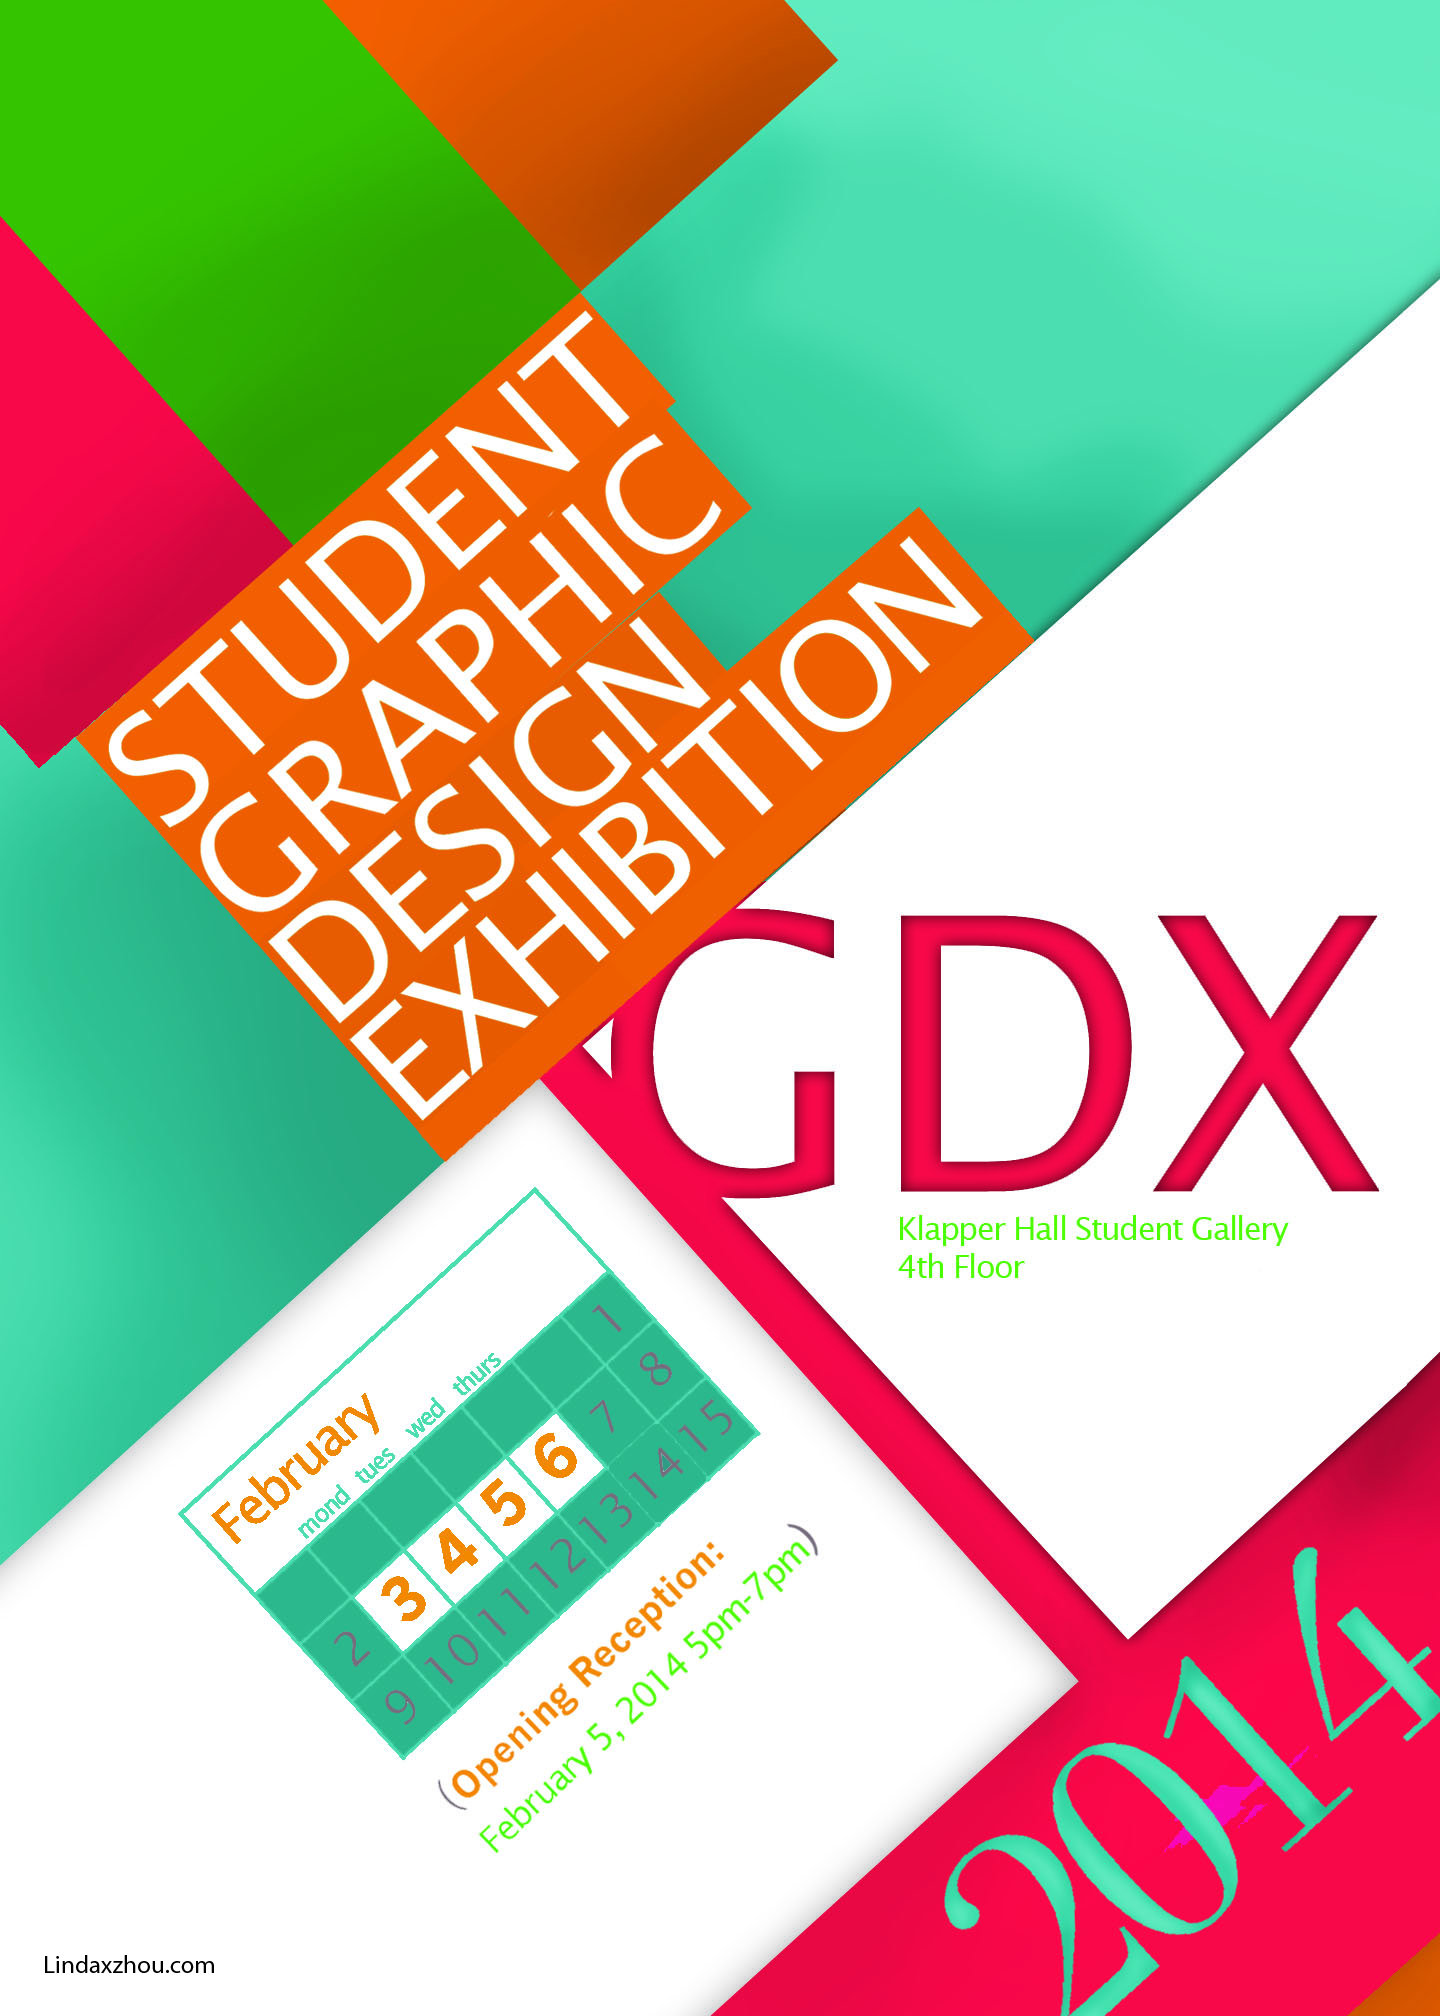 STUDENT
GRAPHIC
DESIGN
EXHIBITION
GDX
Klapper Hall Student Gallery
4th Floor
February
mond tues wed thurs
1
2 3 4 5 6 7 8
9 10 11 12 13 14 15
(Opening Reception:
February 5, 2014 5pm-7pm)
2014
Lindaxzhou.com